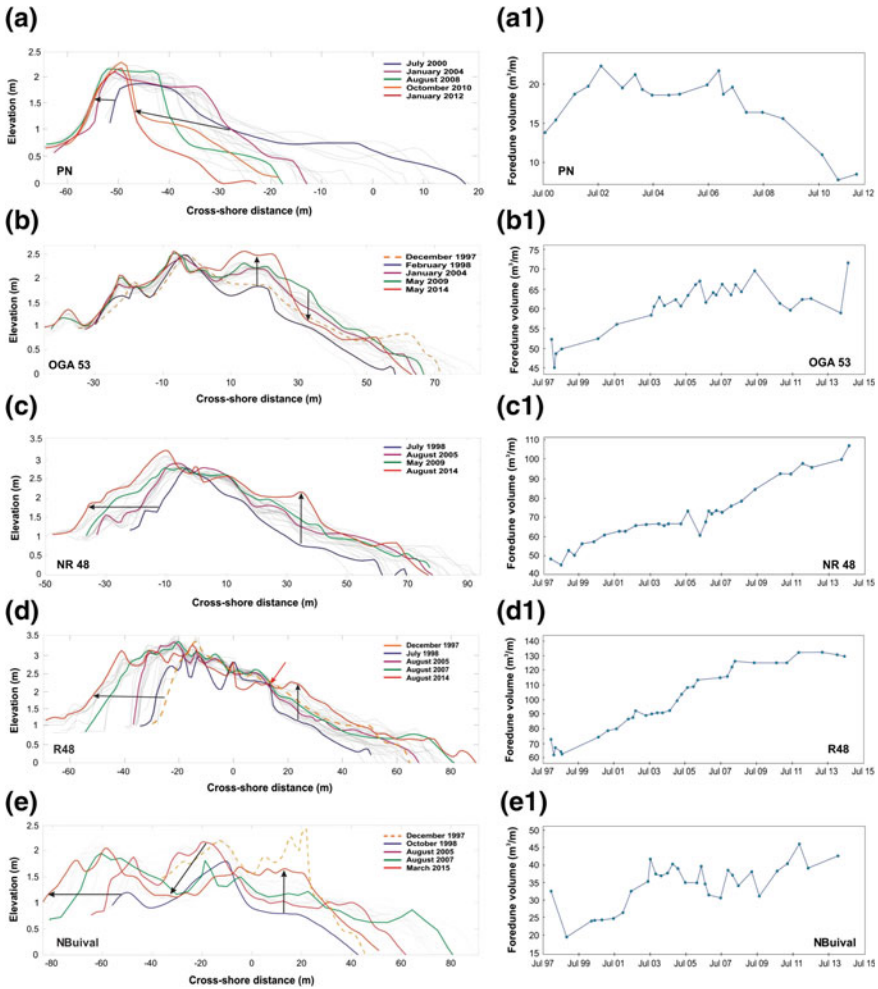 (a)
Elevation (m)
2.5
2
1.5
1
0.5
0
July 2000
January 2004
August 2008
Octomber 2010
January 2012
PN
-60 -50 -40 -30 -20 -10 0 10 20
Cross-shore distance (m)
(a1)
Foredune volume (m³/m)
20
15
10
PN
Jul 00 Jul 02 Jul 04 Jul 06 Jul 08 Jul 10 Jul 12
(b)
Elevation (m)
2.5
2
1.5
1
0.5
0
December 1997
February 1998
January 2004
May 2009
May 2014
OGA 53
-30 -10 10 30 50 70
Cross-shore distance (m)
(b1)
Foredune volume (m³/m)
75
70
65
60
55
50
45
OGA 53
Jul 97 Jul 99 Jul 01 Jul 03 Jul 05 Jul 07 Jul 09 Jul 11 Jul 13 Jul 15
(c)
Elevation (m)
3.5
3
2.5
2
1.5
1
0.5
0
July 1998
August 2005
May 2009
August 2014
NR 48
-50 -30 -10 10 30 50 70 90
Cross-shore distance (m)
(c1)
Foredune volume (m³/m)
110
100
90
80
70
60
50
40
NR 48
Jul 97 Jul 99 Jul 01 Jul 03 Jul 05 Jul 07 Jul 09 Jul 11 Jul 13 Jul 15
(d)
Elevation (m)
3.5
3
2.5
2
1.5
1
0.5
0
December 1997
July 1998
August 2005
August 2007
August 2014
R48
-60 -40 -20 0 20 40 60 80
Cross-shore distance (m)
(d1)
Foredune volume (m³/m)
140
130
120
110
100
90
80
70
60
R48
Jul 97 Jul 99 Jul 01 Jul 03 Jul 05 Jul 07 Jul 09 Jul 11 Jul 13 Jul 15
(e)
Elevation (m)
2.5
2
1.5
1
0.5
0
December 1997
October 1998
August 2005
August 2007
March 2015
NBuival
-80 -60 -40 -20 0 20 40 60 80
Cross-shore distance (m)
(e1)
Foredune volume (m³/m)
50
45
40
35
30
25
20
15
NBuival
Jul 97 Jul 99 Jul 01 Jul 03 Jul 05 Jul 07 Jul 09 Jul 11 Jul 13 Jul 15